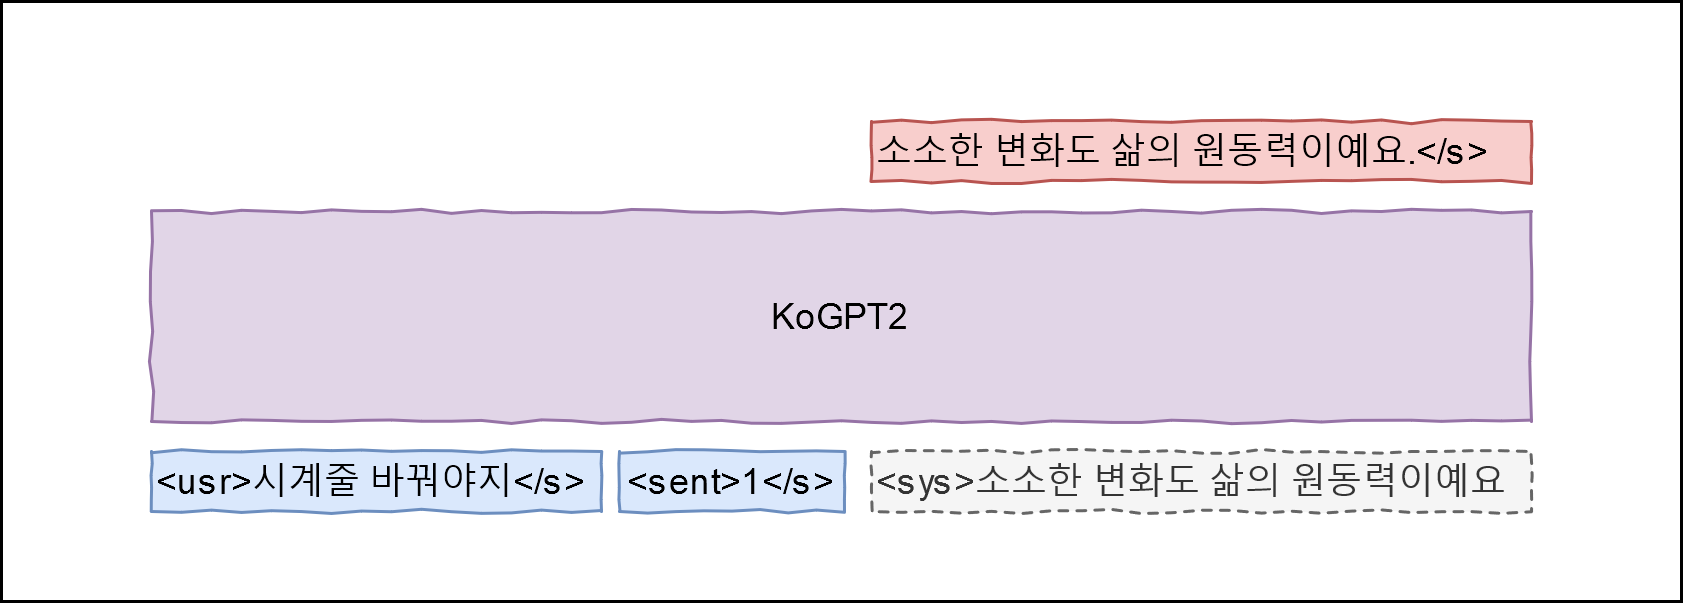 소소한 변화도 삶의 원동력이예요.</s>
KoGPT2
<usr>시계줄 바꿔야지</s>
<sent>1</s>
<sys>소소한 변화도 삶의 원동력이예요